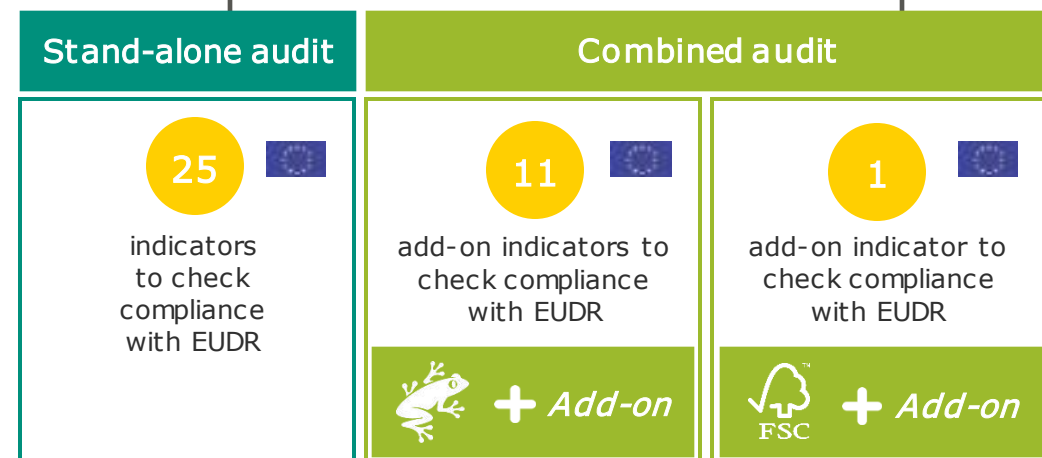 Stand-alone audit
Combined audit
25
indicators
to check
compliance
with EUDR
11
add-on indicators to
check compliance
with EUDR
+ Add-on
1
add-on indicator to
check compliance
with EUDR
FSC
™
+ Add-on